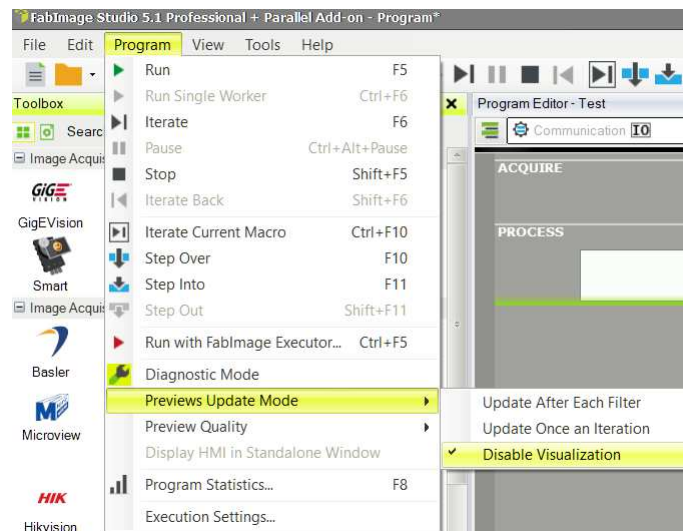 FabImage Studio 5.1 Professional + Parallel Add-on - Program*
File Edit Program View Tools Help
Toolbox
Searc
Image Acquis
GiGE
VISION
GigEVision
Smart
Image Acquis
Basler
Microview
HIK
Hikvision
Run F5
Run Single Worker Ctrl+F6
Iterate F6
Pause Ctrl+Alt+Pause
Stop Shift+F5
Iterate Back Shift+F6
Iterate Current Macro Ctrl+F10
Step Over F10
Step Into F11
Step Out Shift+F11
Run with FabImage Executor... Ctrl+F5
Diagnostic Mode
Previews Update Mode
Preview Quality
Display HMI in Standalone Window
Program Statistics... F8
Execution Settings...
Update After Each Filter
Update Once an Iteration
Disable Visualization
Program Editor - Test
Communication IO
ACQUIRE
PROCESS